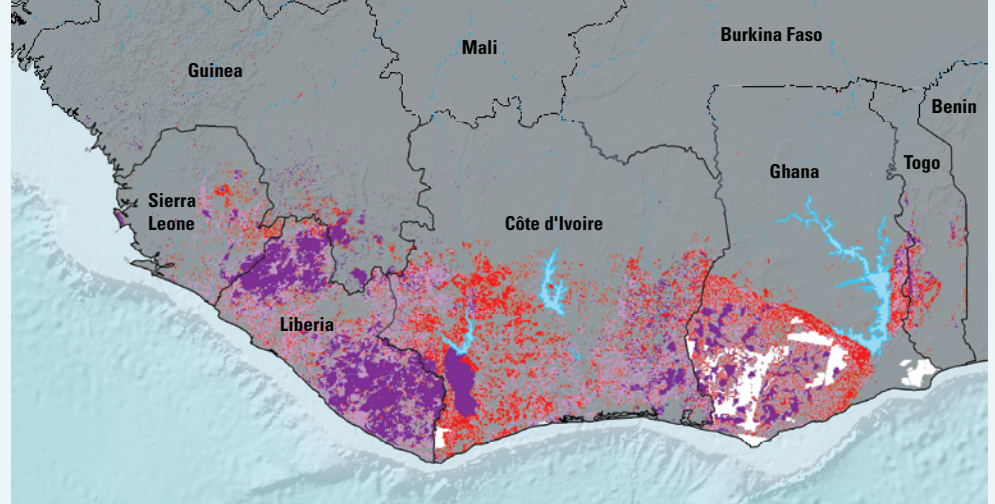 Burkina Faso
Mali
Guinea
Benin
Togo
Ghana
Sierra
Leone
Côte d'Ivoire
Liberia